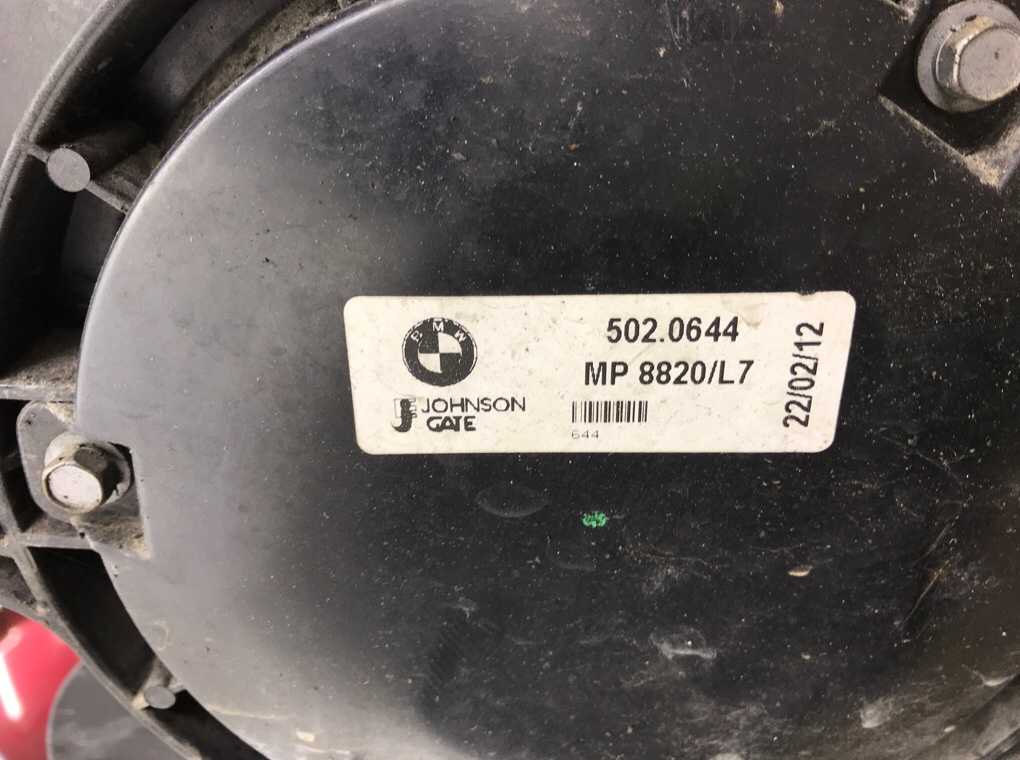 BMW
502.0644
MP 8820/L7
JOHNSON
GATE
644
22/02/12